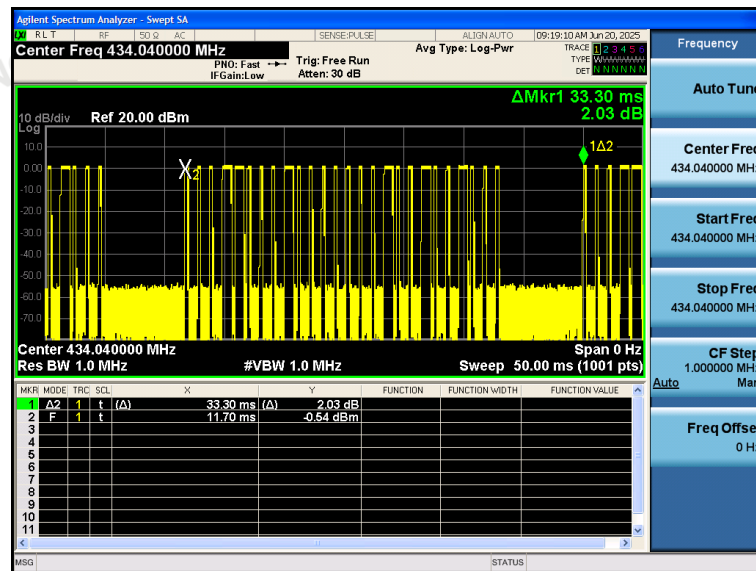 Agilent Spectrum Analyzer - Swept SA
LXI RL T RF 50 Ω AC SENSE:PULSE ALIGN AUTO 09:19:10 AM Jun 20, 2025
Center Freq 434.040000 MHz
PNO: Fast
IFGain:Low
Trig: Free Run
Atten: 30 dB
Avg Type: Log-Pwr
TRACE 1 2 3 4 5 6
TYPE
DET N N N N N N
ΔMkr1 33.30 ms
2.03 dB
10 dB/div Ref 20.00 dBm
Log
10.0
0.00
-10.0
-20.0
-30.0
-40.0
-50.0
-60.0
-70.0
X2
1Δ2
Center 434.040000 MHz
Span 0 Hz
Res BW 1.0 MHz
#VBW 1.0 MHz
Sweep 50.00 ms (1001 pts)
MKR MODE TRC SCL X Y FUNCTION FUNCTION WIDTH FUNCTION VALUE
1 Δ2 1 t (Δ) 33.30 ms (Δ) 2.03 dB
2 F 1 t 11.70 ms -0.54 dBm
3
4
5
6
7
8
9
10
11
MSG
STATUS
Frequency
Auto Tune
Center Freq
434.040000 MHz
Start Freq
434.040000 MHz
Stop Freq
434.040000 MHz
CF Step
1.000000 MHz
Auto Man
Freq Offset
0 Hz